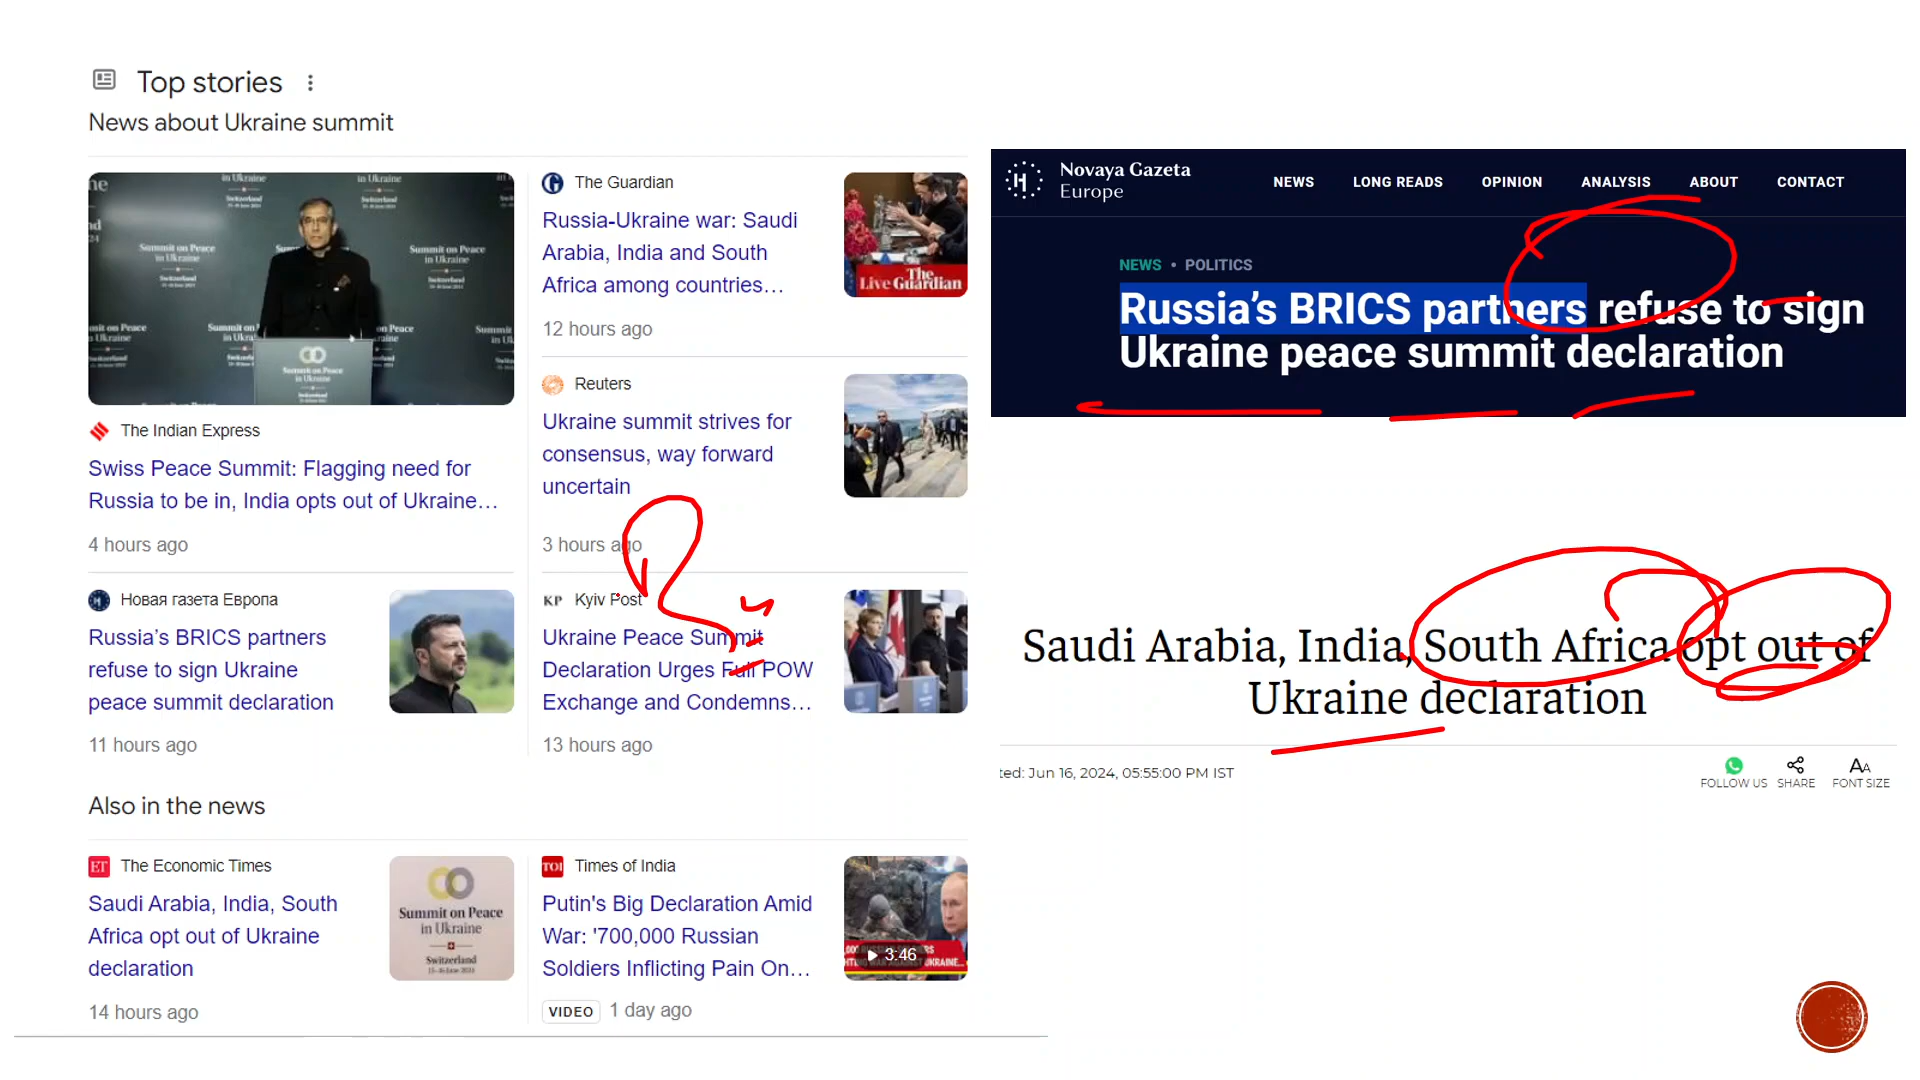 Top stories
News about Ukraine summit
The Indian Express
Swiss Peace Summit: Flagging need for
Russia to be in, India opts out of Ukraine...
4 hours ago
The Guardian
Russia-Ukraine war: Saudi
Arabia, India and South
Africa among countries...
12 hours ago
The
Live Guardian
Reuters
Ukraine summit strives for
consensus, way forward
uncertain
3 hours ago
Новая газета Европа
Russia's BRICS partners
refuse to sign Ukraine
peace summit declaration
11 hours ago
KP Kyiv Post
Ukraine Peace Summit
Declaration Urges Full POW
Exchange and Condemns...
13 hours ago
Also in the news
ET The Economic Times
Saudi Arabia, India, South
Africa opt out of Ukraine
declaration
14 hours ago
Summit on Peace
in Ukraine
Switzerland
TOI Times of India
Putin's Big Declaration Amid
War: '700,000 Russian
Soldiers Inflicting Pain On...
VIDEO 1 day ago
3:46
Novaya Gazeta
Europe
NEWS LONG READS OPINION ANALYSIS ABOUT CONTACT
NEWS • POLITICS
Russia's BRICS partners refuse to sign
Ukraine peace summit declaration
Saudi Arabia, India, South Africa opt out of
Ukraine declaration
ted: Jun 16, 2024, 05:55:00 PM IST
FOLLOW US SHARE FONT SIZE